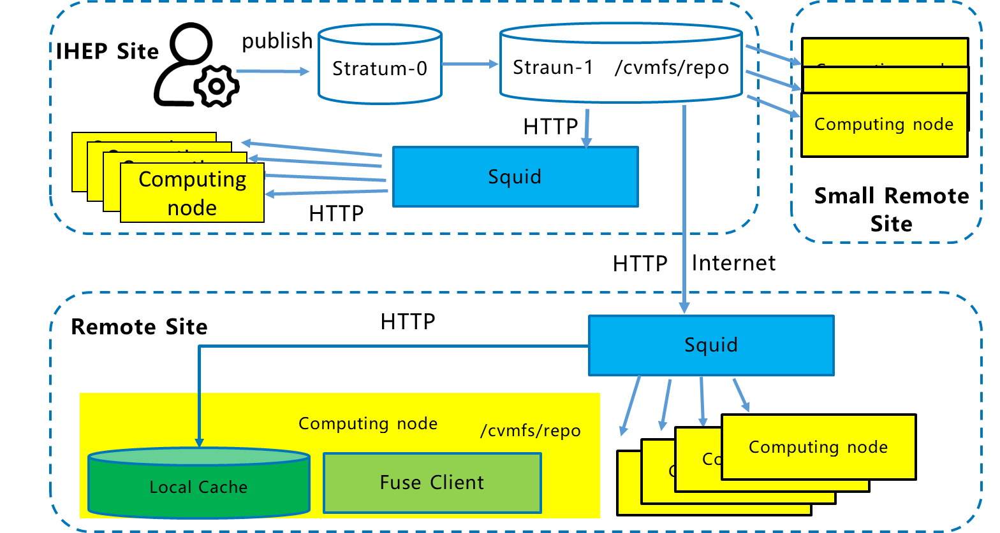 IHEP Site
publish
Stratum-0
Straun-1 /cvmfs/repo
Computing node
Small Remote
Site
HTTP
Squid
Computing
node
HTTP
HTTP
Internet
Remote Site
HTTP
Squid
Computing node
/cvmfs/repo
Local Cache
Fuse Client
Computing node